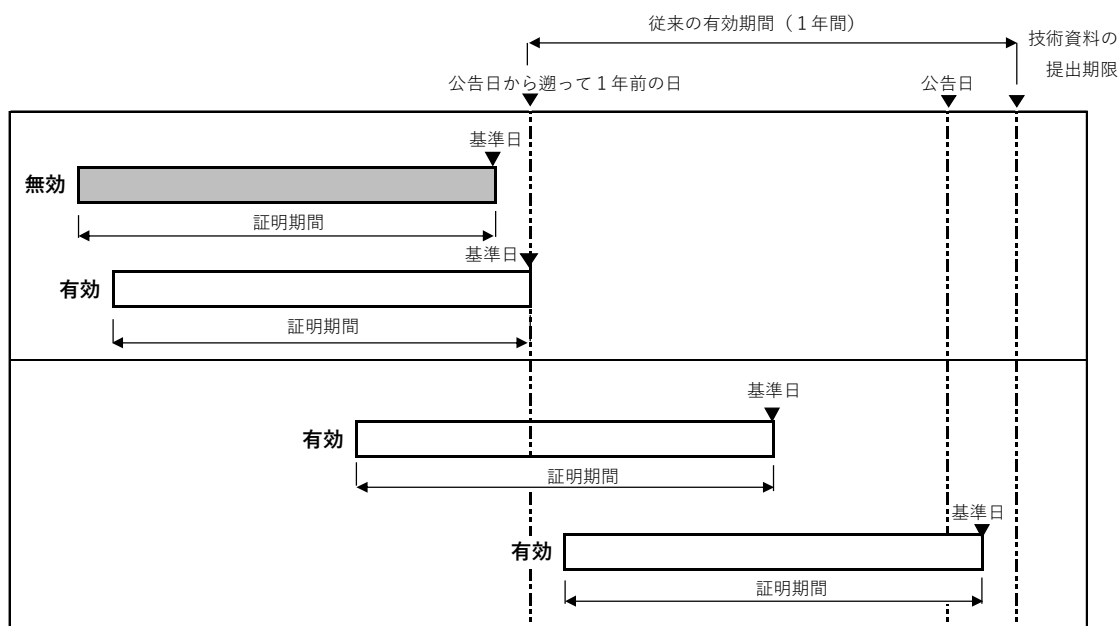 従来の有効期間（１年間）
技術資料の
提出期限
公告日から遡って１年前の日
公告日
基準日
無効
証明期間
基準日
有効
証明期間
基準日
有効
証明期間
基準日
有効
証明期間